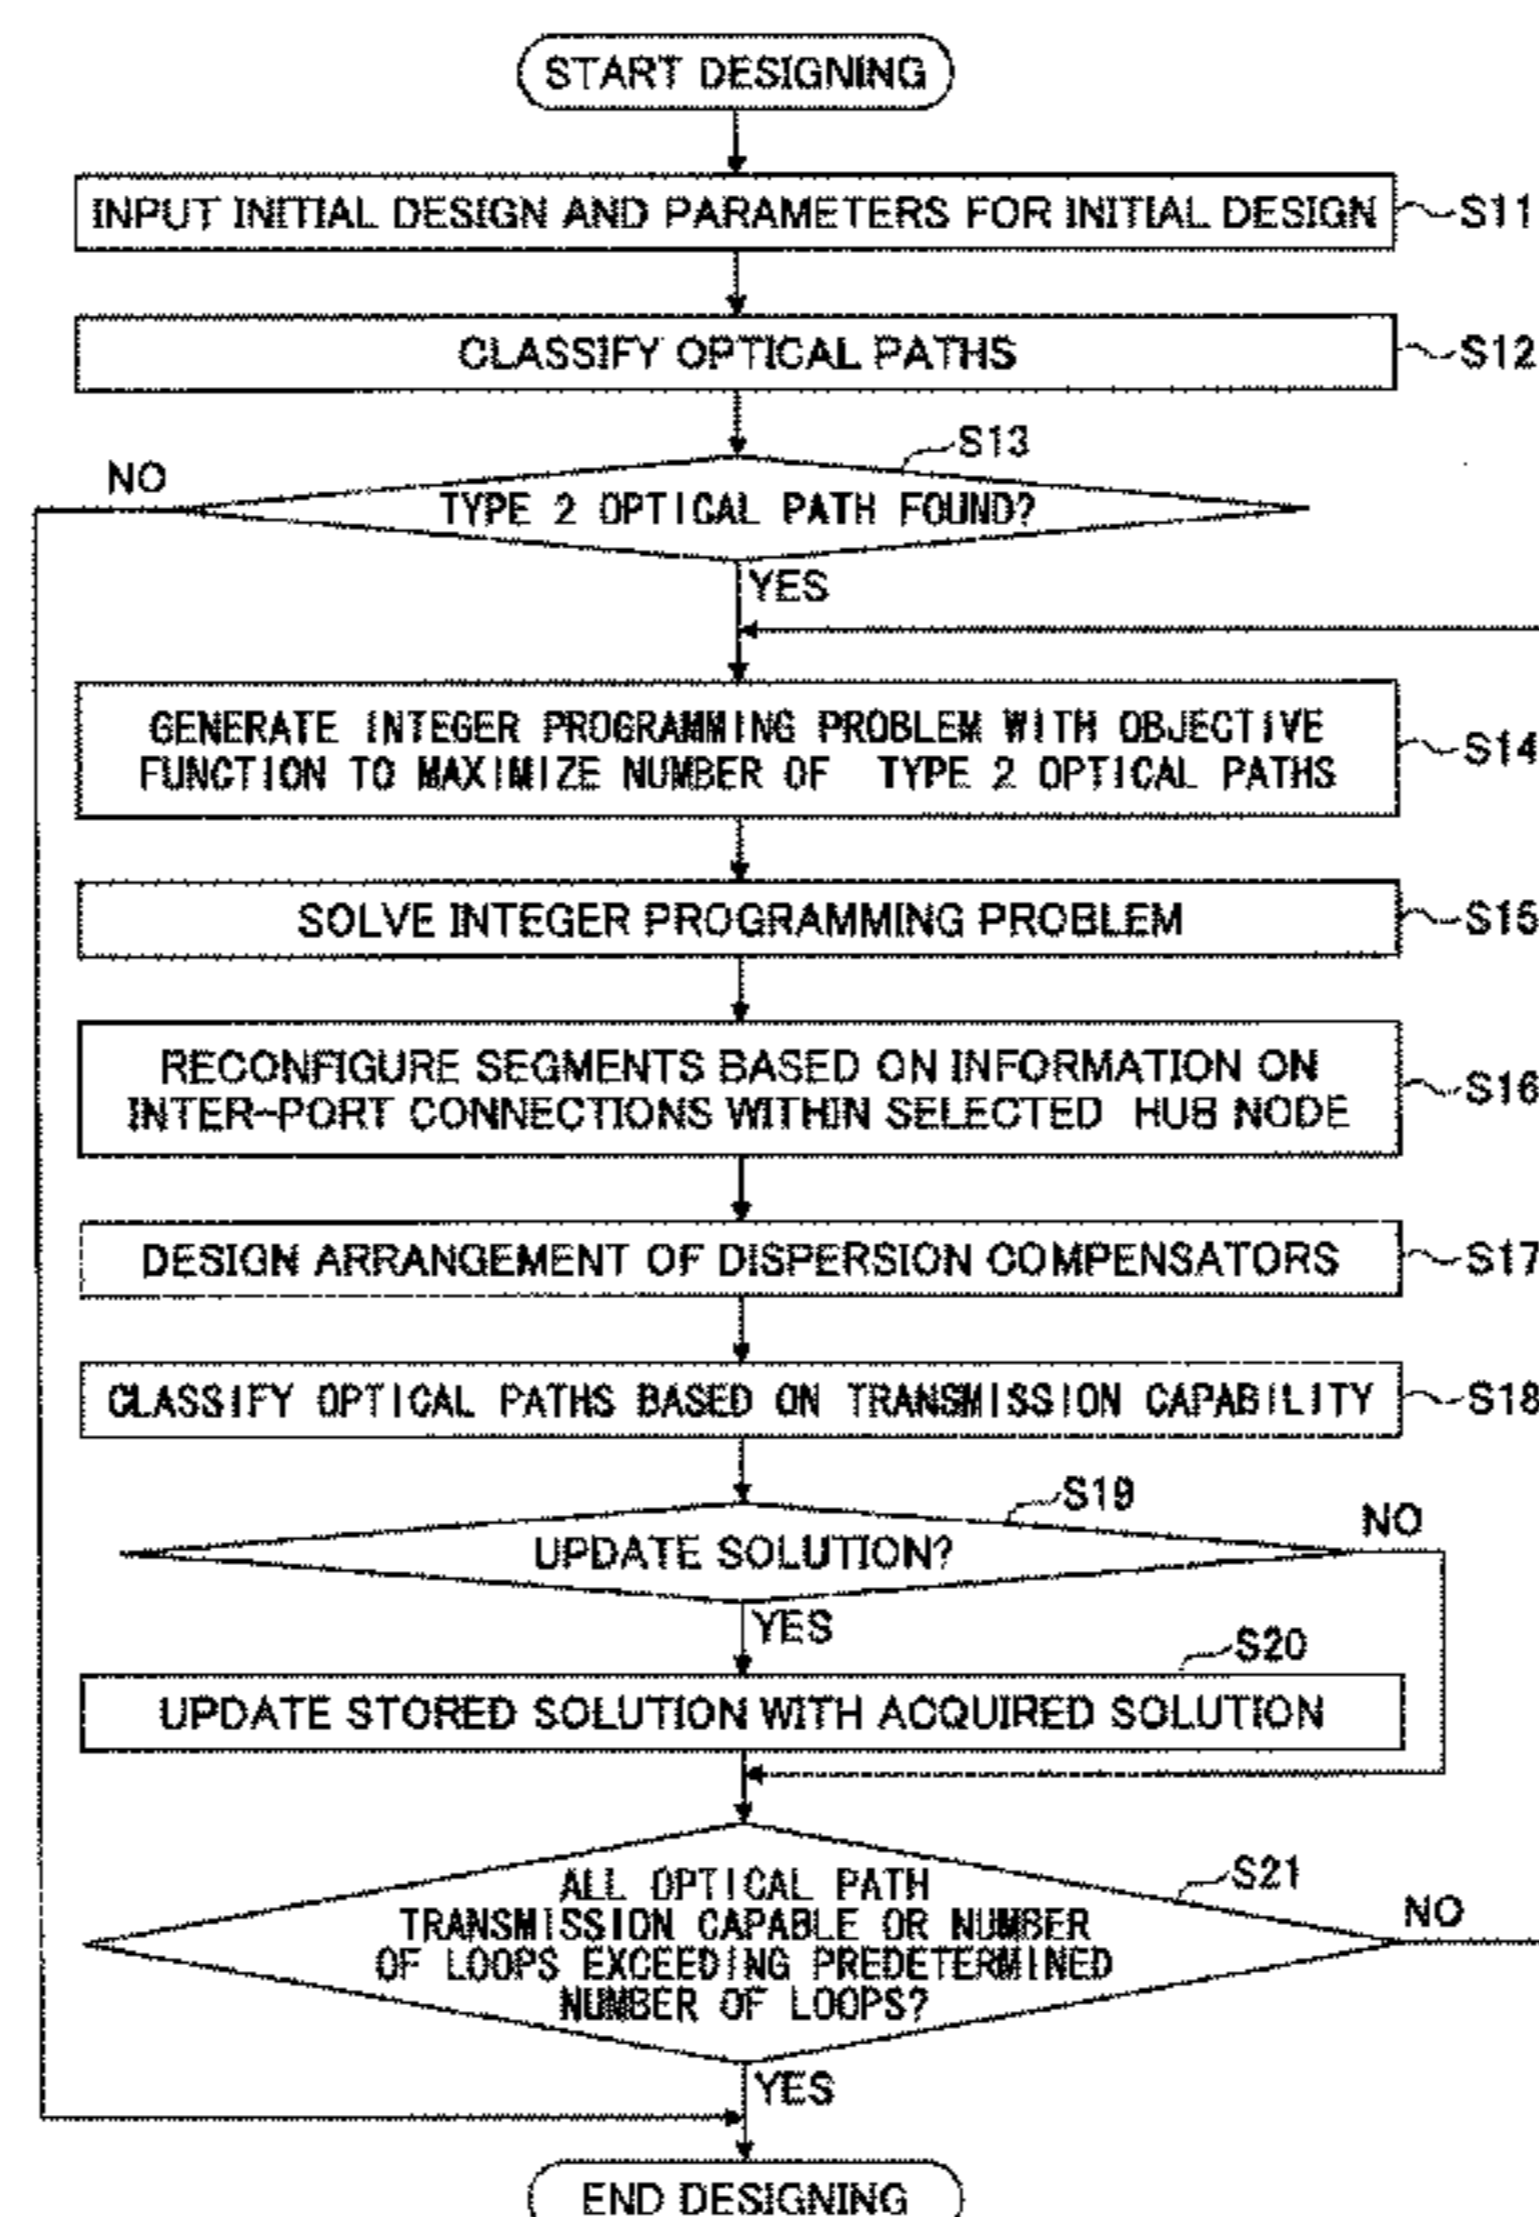 START DESIGNING
INPUT INITIAL DESIGN AND PARAMETERS FOR INITIAL DESIGN
S11
CLASSIFY OPTICAL PATHS
S12
S13
NO
TYPE 2 OPTICAL PATH FOUND?
YES
GENERATE INTEGER PROGRAMMING PROBLEM WITH OBJECTIVE
FUNCTION TO MAXIMIZE NUMBER OF TYPE 2 OPTICAL PATHS
S14
SOLVE INTEGER PROGRAMMING PROBLEM
S15
RECONFIGURE SEGMENTS BASED ON INFORMATION ON
INTER-PORT CONNECTIONS WITHIN SELECTED HUB NODE
S16
DESIGN ARRANGEMENT OF DISPERSION COMPENSATORS
S17
CLASSIFY OPTICAL PATHS BASED ON TRANSMISSION CAPABILITY
S18
S19
NO
UPDATE SOLUTION?
YES
S20
UPDATE STORED SOLUTION WITH ACQUIRED SOLUTION
S21
ALL OPTICAL PATH
TRANSMISSION CAPABLE OR NUMBER
OF LOOPS EXCEEDING PREDETERMINED
NUMBER OF LOOPS?
NO
YES
END DESIGNING